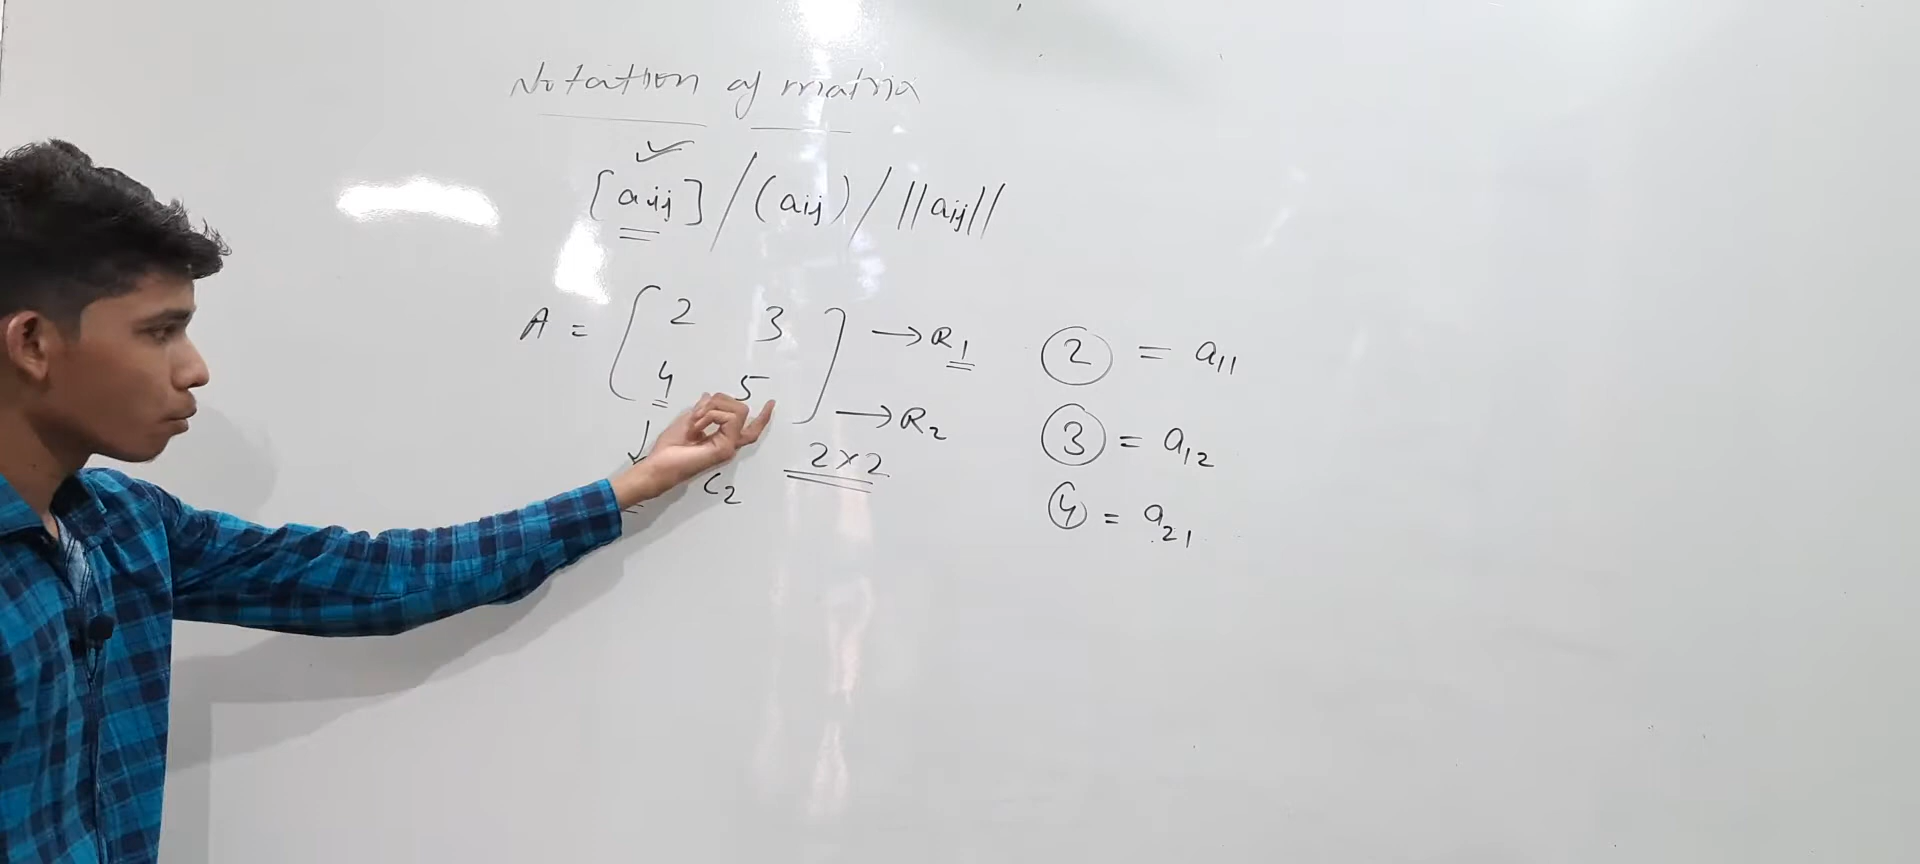 Notation of matrix
[aij] / (aij) / ||aij||
A = [ 2 3 → R1
4 5 ] → R2
↓ C2 2×2
2 = a11
3 = a12
4 = a21